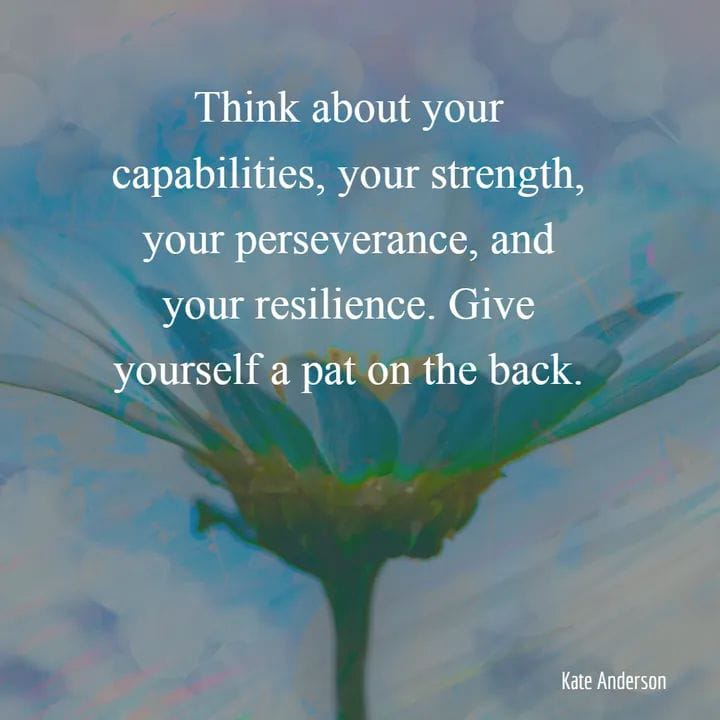 Think about your
capabilities, your strength,
your perseverance, and
your resilience. Give
yourself a pat on the back.
Kate Anderson